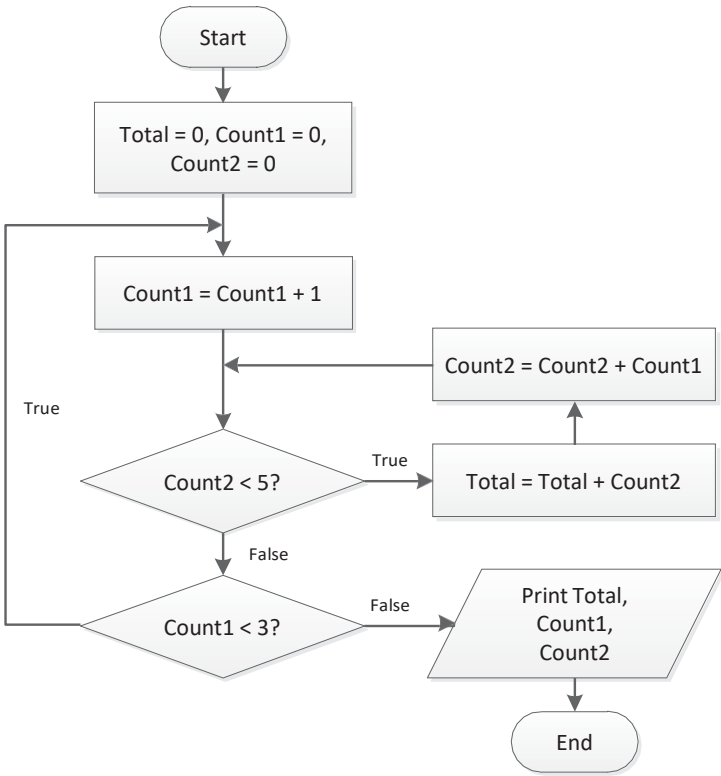 Start
Total = 0, Count1 = 0,
Count2 = 0
Count1 = Count1 + 1
Count2 = Count2 + Count1
True
Count2 < 5?
True
Total = Total + Count2
False
Count1 < 3?
False
Print Total,
Count1,
Count2
End